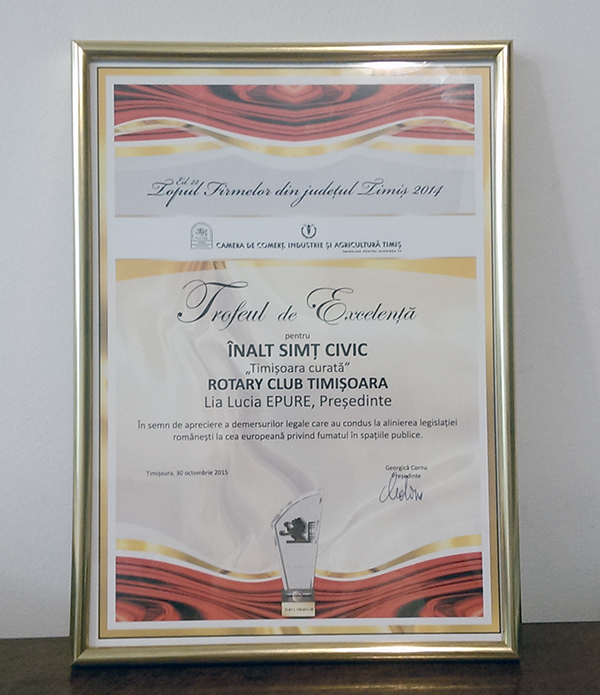 Ed. 22
Topul Firmelor din județul Timiș 2014
CAMERA DE COMERȚ, INDUSTRIE ȘI AGRICULTURĂ TIMIȘ
Trofeul de Excelență
pentru
ÎNALT SIMȚ CIVIC
„Timișoara curată”
ROTARY CLUB TIMIȘOARA
Lia Lucia EPURE, Președinte
În semn de apreciere a demersurilor legale care au condus la alinierea legislației
românești la cea europeană privind fumatul în spațiile publice.
Timișoara, 30 octombrie 2015
Georgică Cornu
Președinte